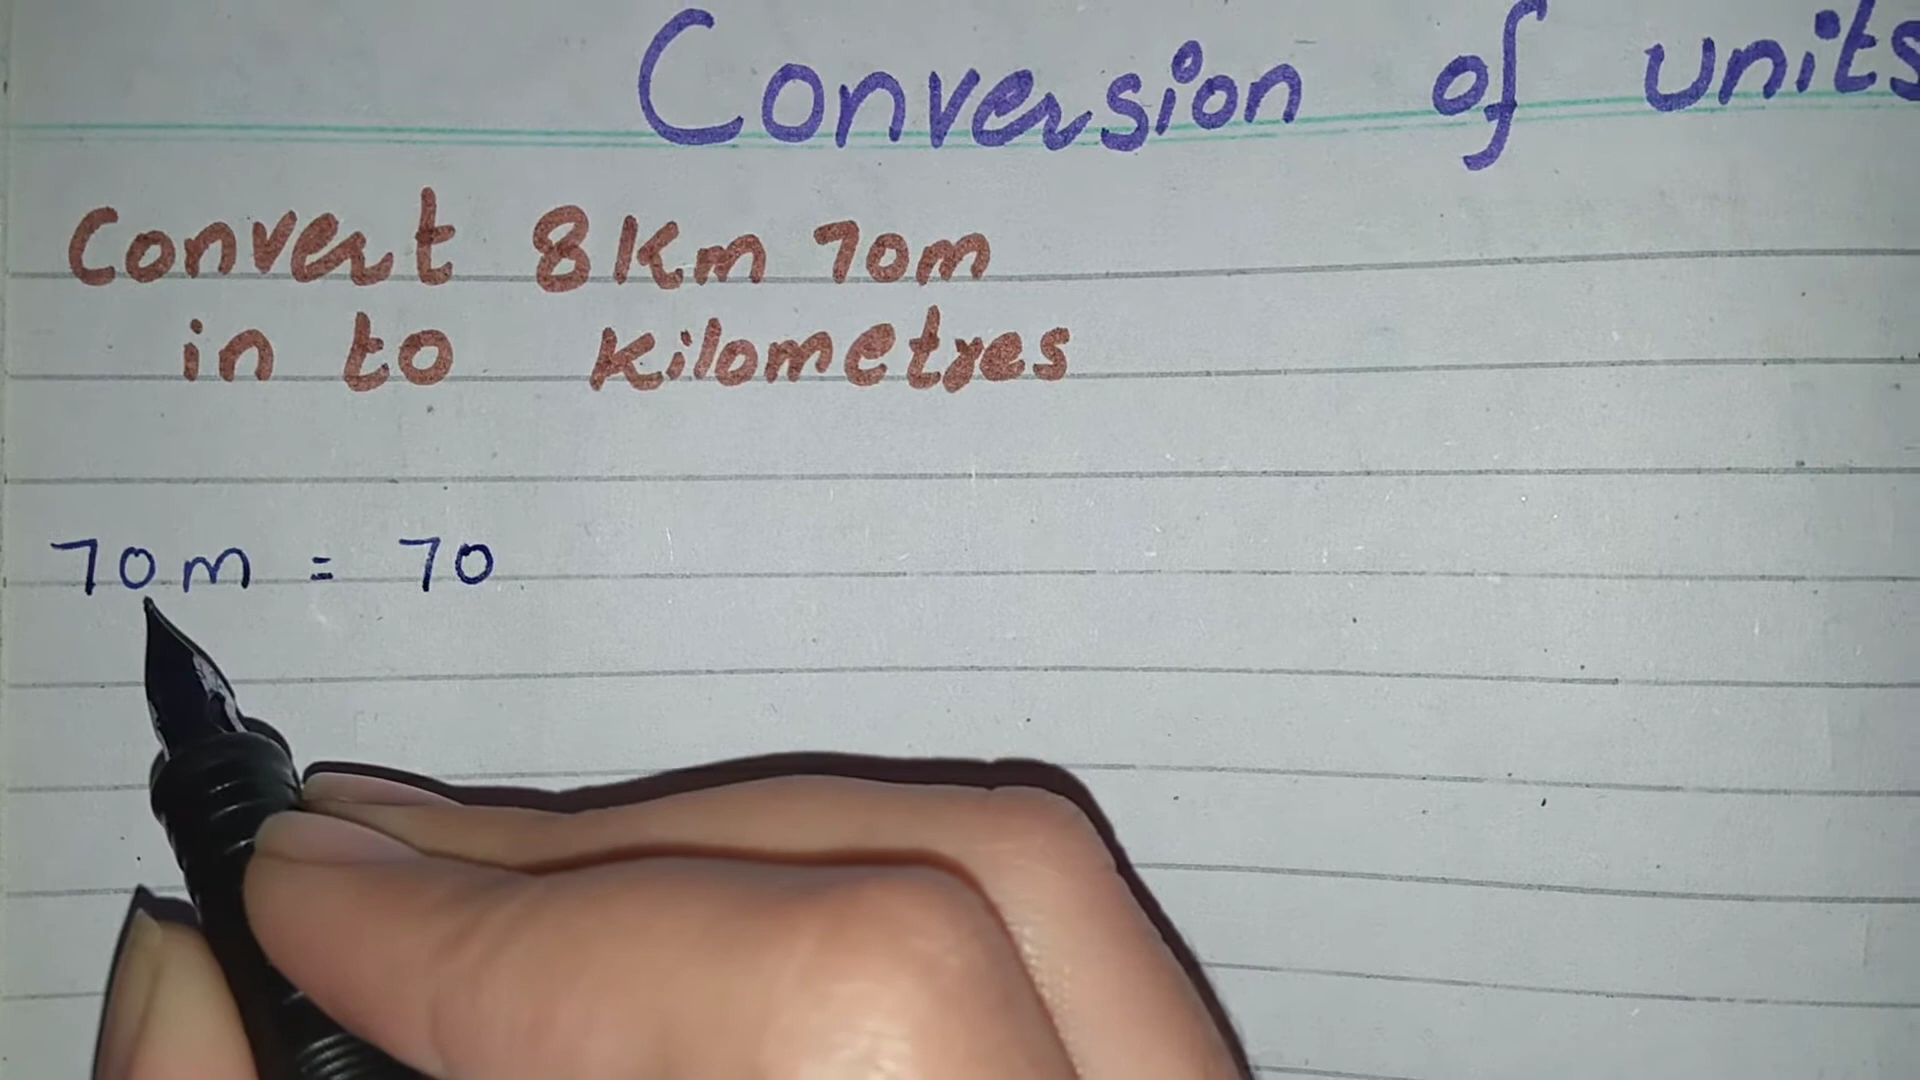 Conversion of units
Convert 8Km 70m
in to kilometres
70m = 70